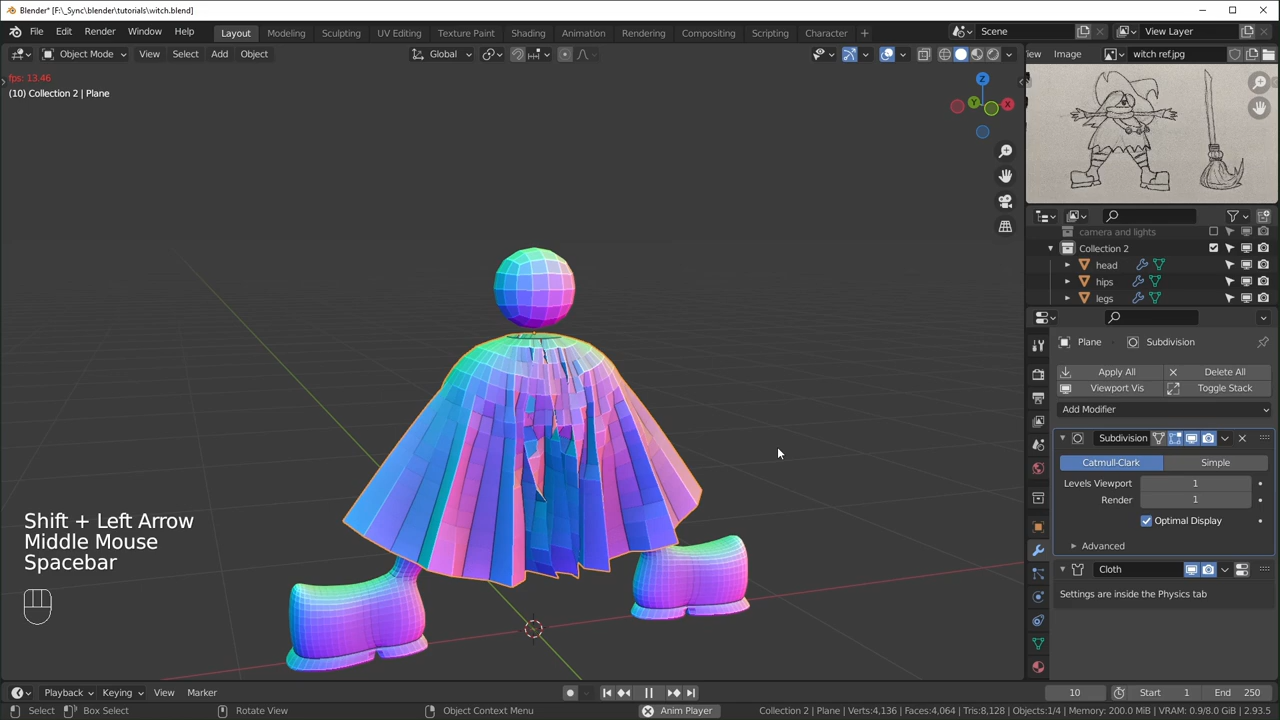 Blender* [F:\_Sync\blender\tutorials\witch.blend]
File Edit Render Window Help Layout Modeling Sculpting UV Editing Texture Paint Shading Animation Rendering Compositing Scripting Character + Scene View Layer
Object Mode View Select Add Object Global iew Image witch ref.jpg
fps: 13.46
(10) Collection 2 | Plane
Z
Y X
camera and lights
Collection 2
head
hips
legs
Plane Subdivision
Apply All Delete All
Viewport Vis Toggle Stack
Add Modifier
Subdivision
Catmull-Clark Simple
Levels Viewport 1
Render 1
Optimal Display
Advanced
Cloth
Settings are inside the Physics tab
Shift + Left Arrow
Middle Mouse
Spacebar
Playback Keying View Marker 10 Start 1 End 250
Select Box Select Rotate View Object Context Menu Anim Player Collection 2 | Plane | Verts:4,136 | Faces:4,064 | Tris:8,128 | Objects:1/4 | Memory: 200.0 MiB | VRAM: 0.9/8.0 GiB | 2.93.5